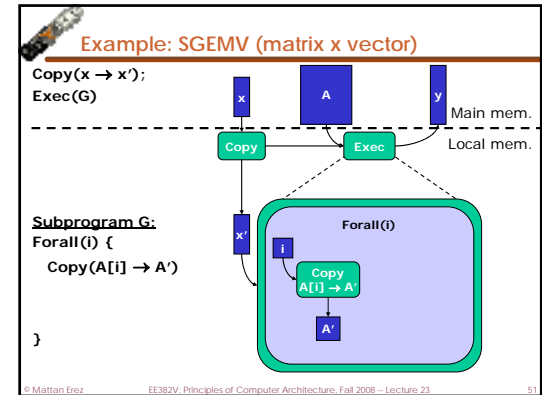 Example: SGEMV (matrix x vector)
Copy(x → x');
Exec(G)
x
A
y
Main mem.
Local mem.
Copy
Exec
Subprogram G:
Forall(i) {
Copy(A[i] → A')
}
x'
Forall(i)
i
Copy
A[i] → A'
A'
© Mattan Erez
EE382V: Principles of Computer Architecture, Fall 2008 -- Lecture 23
51